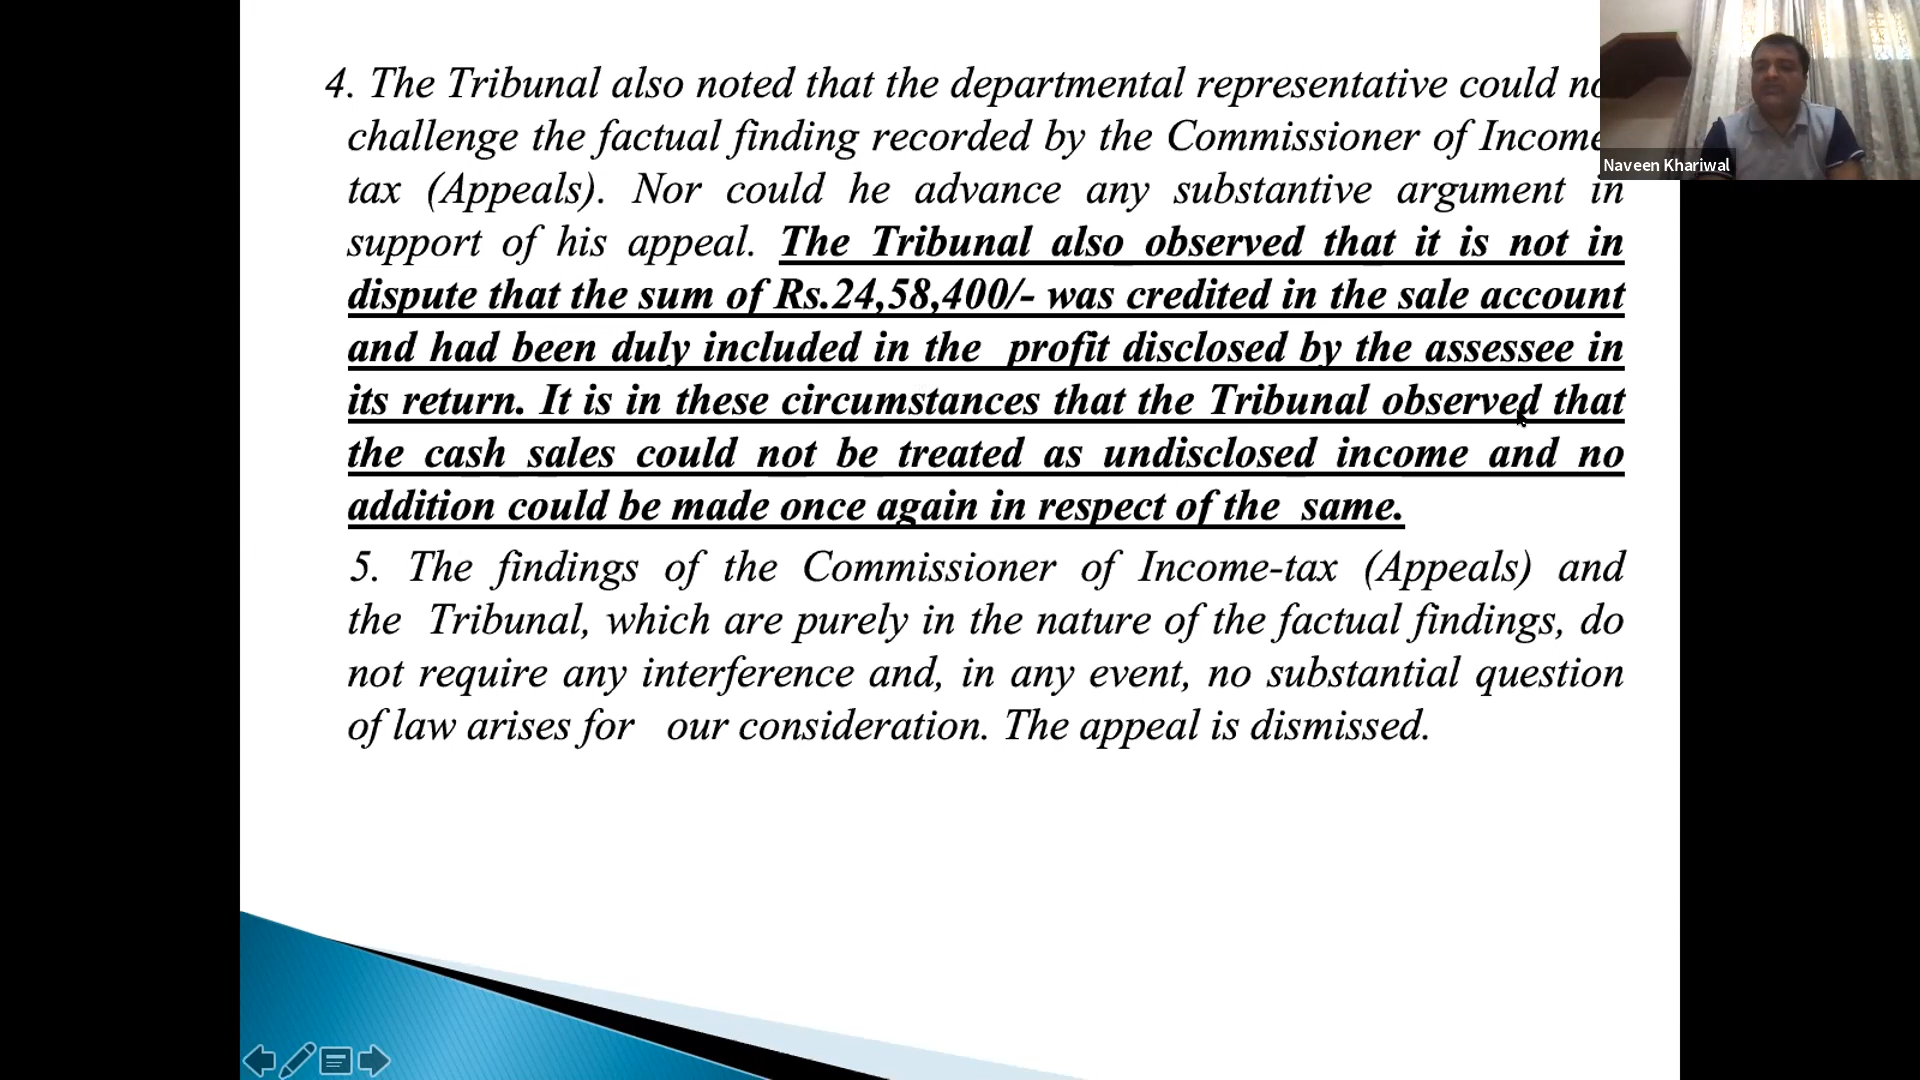 4. The Tribunal also noted that the departmental representative could
challenge the factual finding recorded by the Commissioner of Income
tax (Appeals). Nor could he advance any substantive argument in
support of his appeal. The Tribunal also observed that it is not in
dispute that the sum of Rs.24,58,400/- was credited in the sale account
and had been duly included in the profit disclosed by the assessee in
its return. It is in these circumstances that the Tribunal observed that
the cash sales could not be treated as undisclosed income and no
addition could be made once again in respect of the same.
5. The findings of the Commissioner of Income-tax (Appeals) and
the Tribunal, which are purely in the nature of the factual findings, do
not require any interference and, in any event, no substantial question
of law arises for our consideration. The appeal is dismissed.
Naveen Khariwal